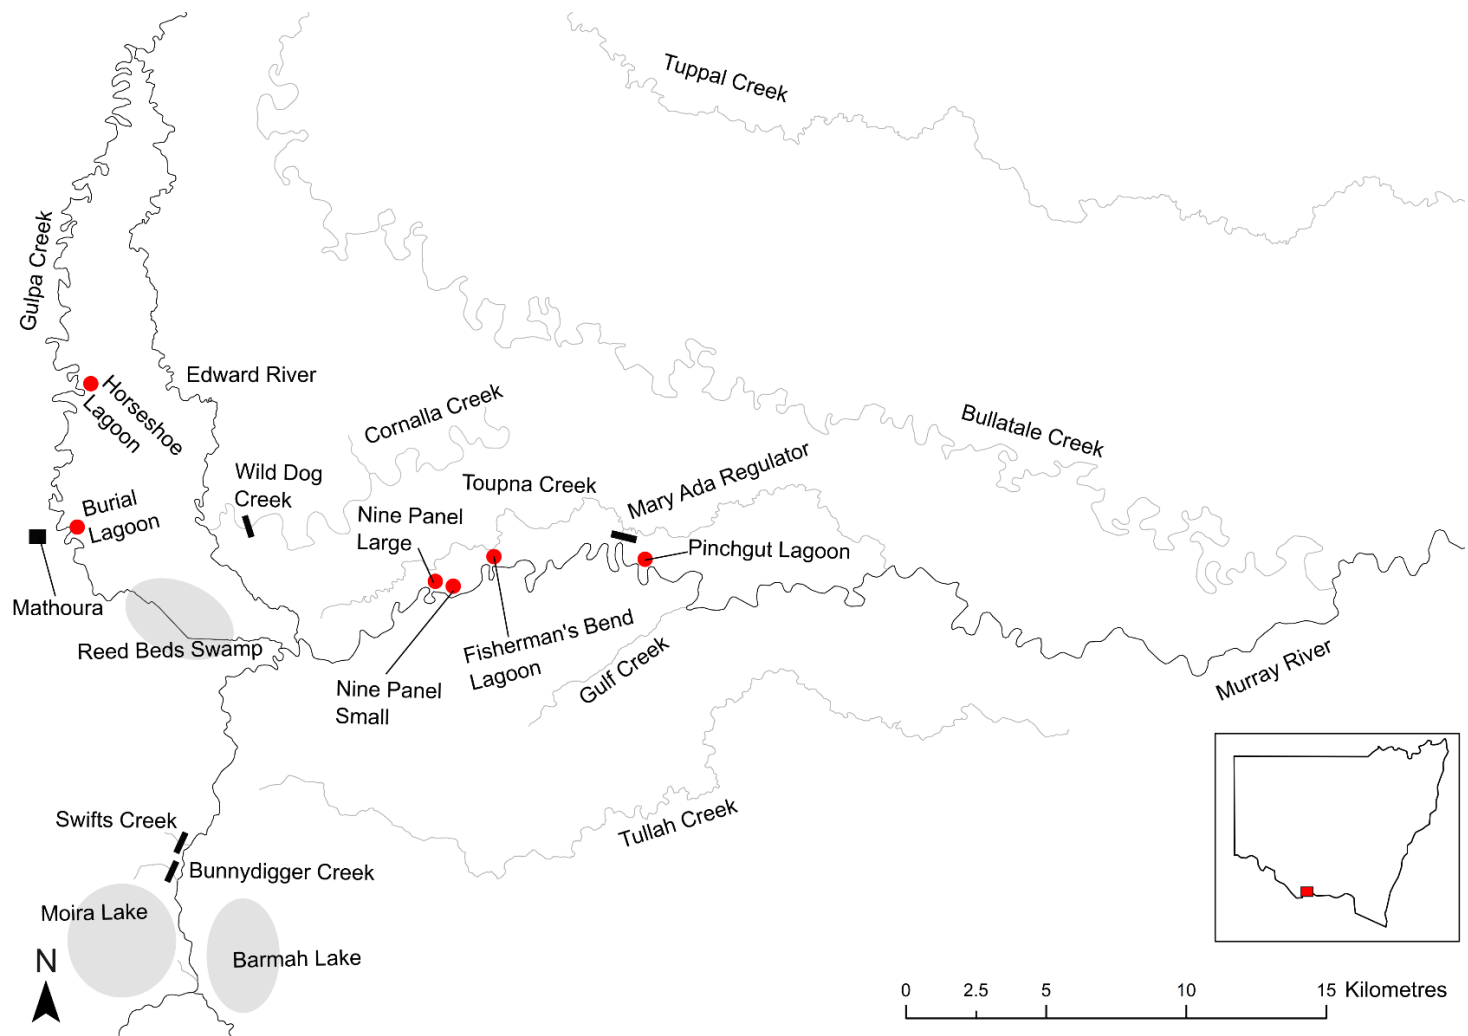 Tuppal Creek
Gulpa Creek
Edward River
Horseshoe
Lagoon
Cornalla Creek
Bullatale Creek
Wild Dog
Creek
Toupna Creek
Mary Ada Regulator
Burial
Lagoon
Nine Panel
Large
Pinchgut Lagoon
Mathoura
Reed Beds Swamp
Fisherman's Bend
Lagoon
Gulf Creek
Murray River
Nine Panel
Small
Swifts Creek
Tullah Creek
Bunnydigger Creek
Moira Lake
Barmah Lake
N
0 2.5 5 10 15 Kilometres